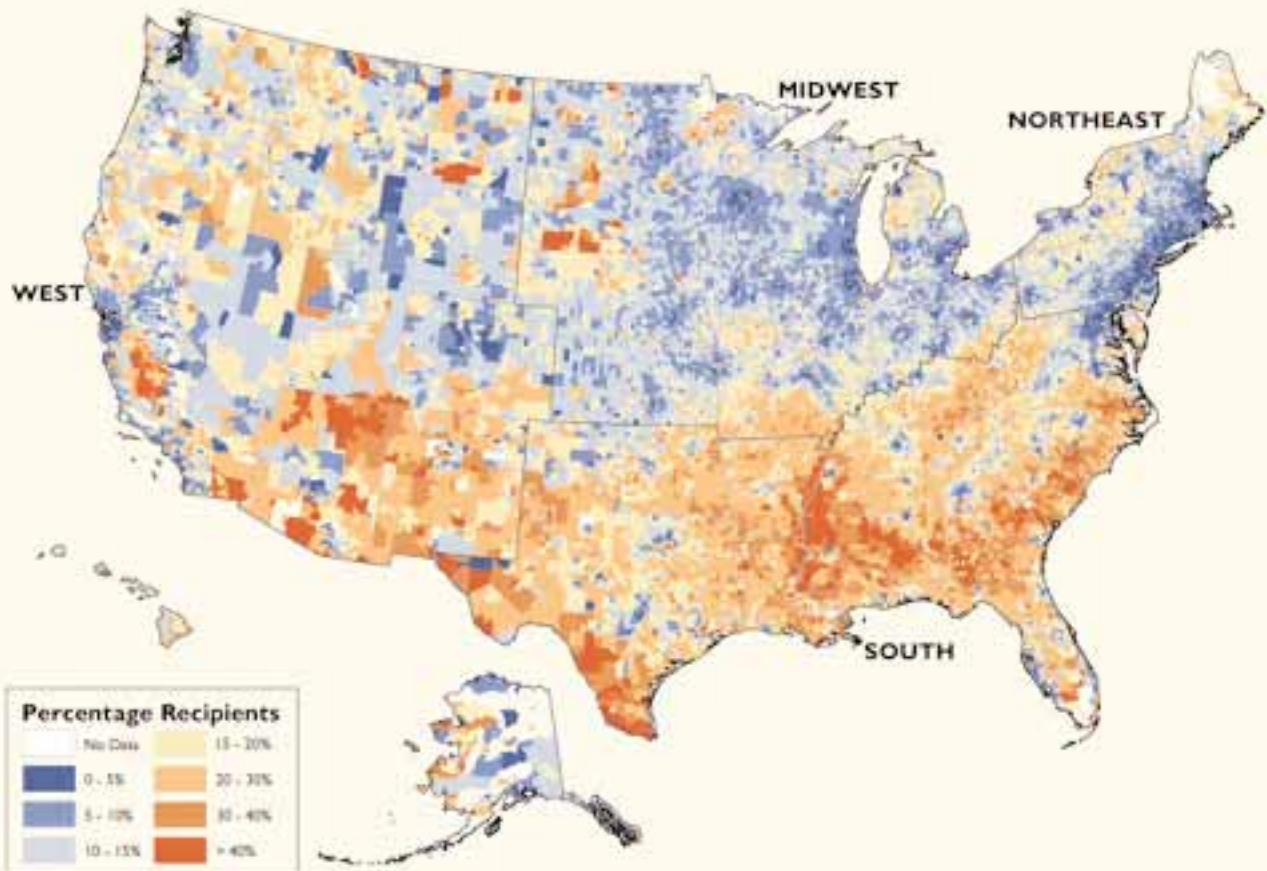 MIDWEST
NORTHEAST
WEST
SOUTH
Percentage Recipients
No Data
15 - 20%
0 - 5%
20 - 30%
5 - 10%
30 - 40%
10 - 15%
> 40%